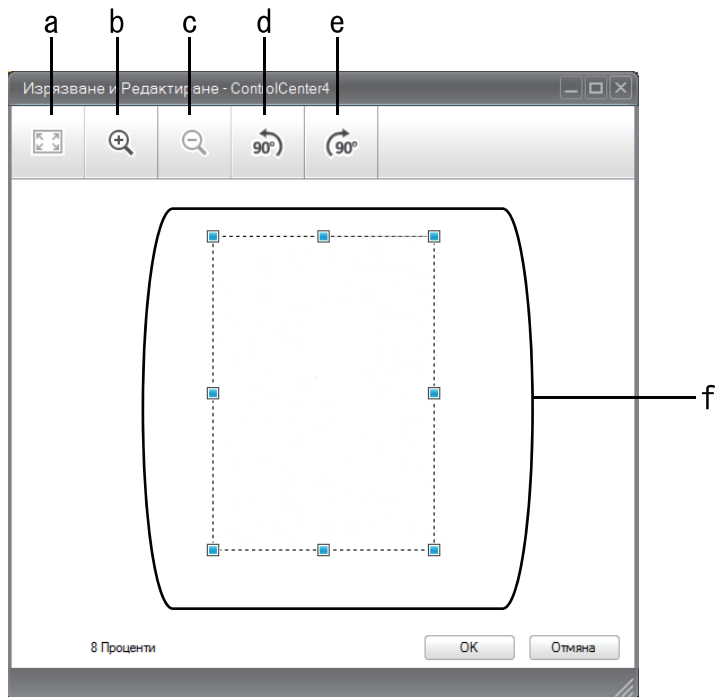 a b c d e
Изрязване и Редактиране - ControlCenter4
90° 90°
f
8 Проценти OK Отмяна